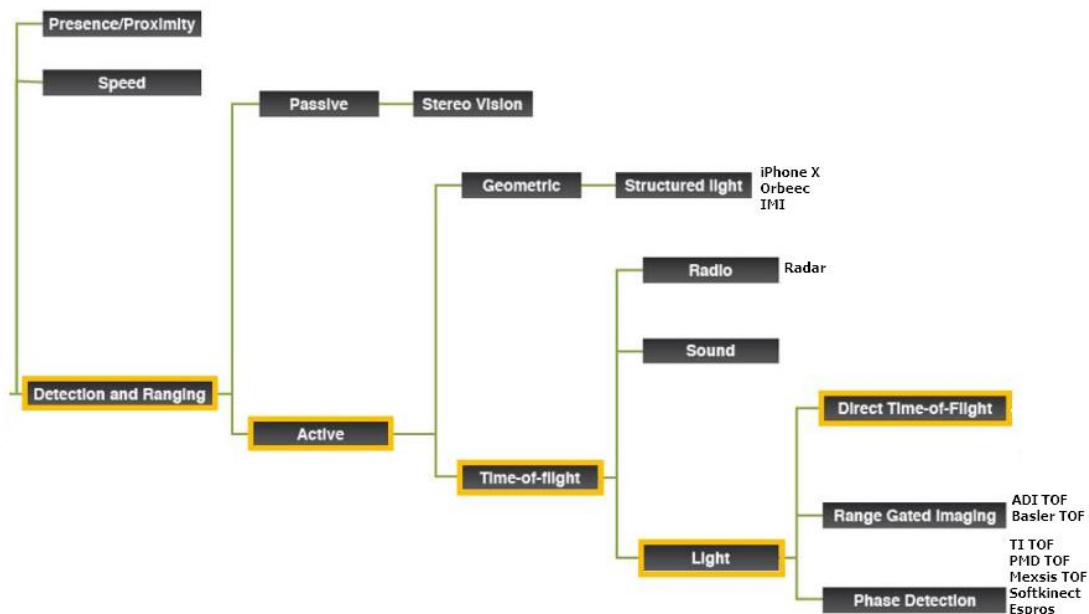 Presence/Proximity
Speed
Passive
Stereo Vision
Geometric
Structured light
iPhone X
Orbeec
IMI
Radio
Radar
Sound
Detection and Ranging
Active
Time-of-flight
Direct Time-of-Flight
Range Gated Imaging
ADI TOF
Basler TOF
Light
Phase Detection
TI TOF
PMD TOF
Mexsis TOF
Softkinect
Espros